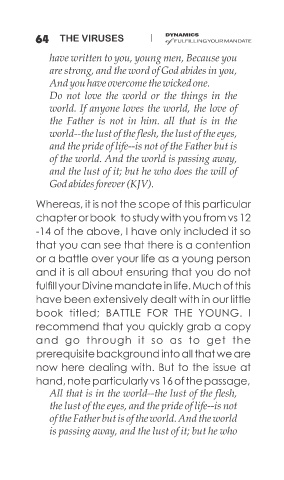 64 THE VIRUSES | DYNAMICS
of FULFILLING YOUR MANDATE
have written to you, young men, Because you
are strong, and the word of God abides in you,
And you have overcome the wicked one.
Do not love the world or the things in the
world. If anyone loves the world, the love of
the Father is not in him. all that is in the
world--the lust of the flesh, the lust of the eyes,
and the pride of life--is not of the Father but is
of the world. And the world is passing away,
and the lust of it; but he who does the will of
God abides forever (KJV).
Whereas, it is not the scope of this particular
chapter or book to study with you from vs 12
-14 of the above, I have only included it so
that you can see that there is a contention
or a battle over your life as a young person
and it is all about ensuring that you do not
fulfill your Divine mandate in life. Much of this
have been extensively dealt with in our little
book titled; BATTLE FOR THE YOUNG. I
recommend that you quickly grab a copy
and go through it so as to get the
prerequisite background into all that we are
now here dealing with. But to the issue at
hand, note particularly vs 16 of the passage,
All that is in the world--the lust of the flesh,
the lust of the eyes, and the pride of life--is not
of the Father but is of the world. And the world
is passing away, and the lust of it; but he who